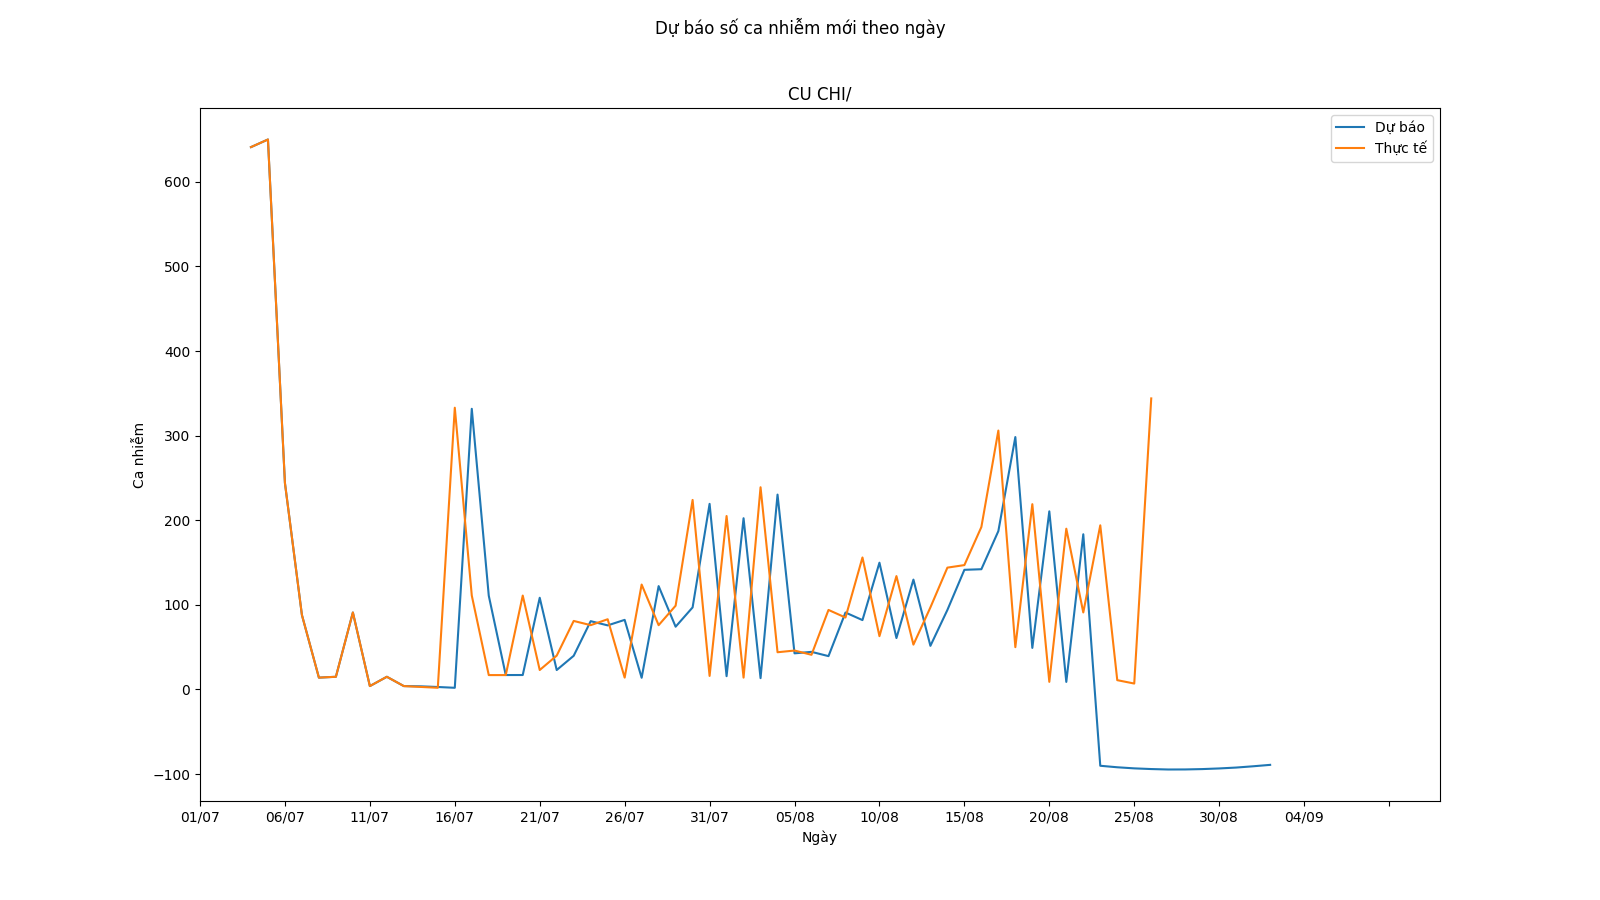 Dự báo số ca nhiễm mới theo ngày
CU CHI/
Dự báo
Thực tế
600
500
400
300
200
100
0
−100
Ca nhiễm
01/07 06/07 11/07 16/07 21/07 26/07 31/07 05/08 10/08 15/08 20/08 25/08 30/08 04/09
Ngày